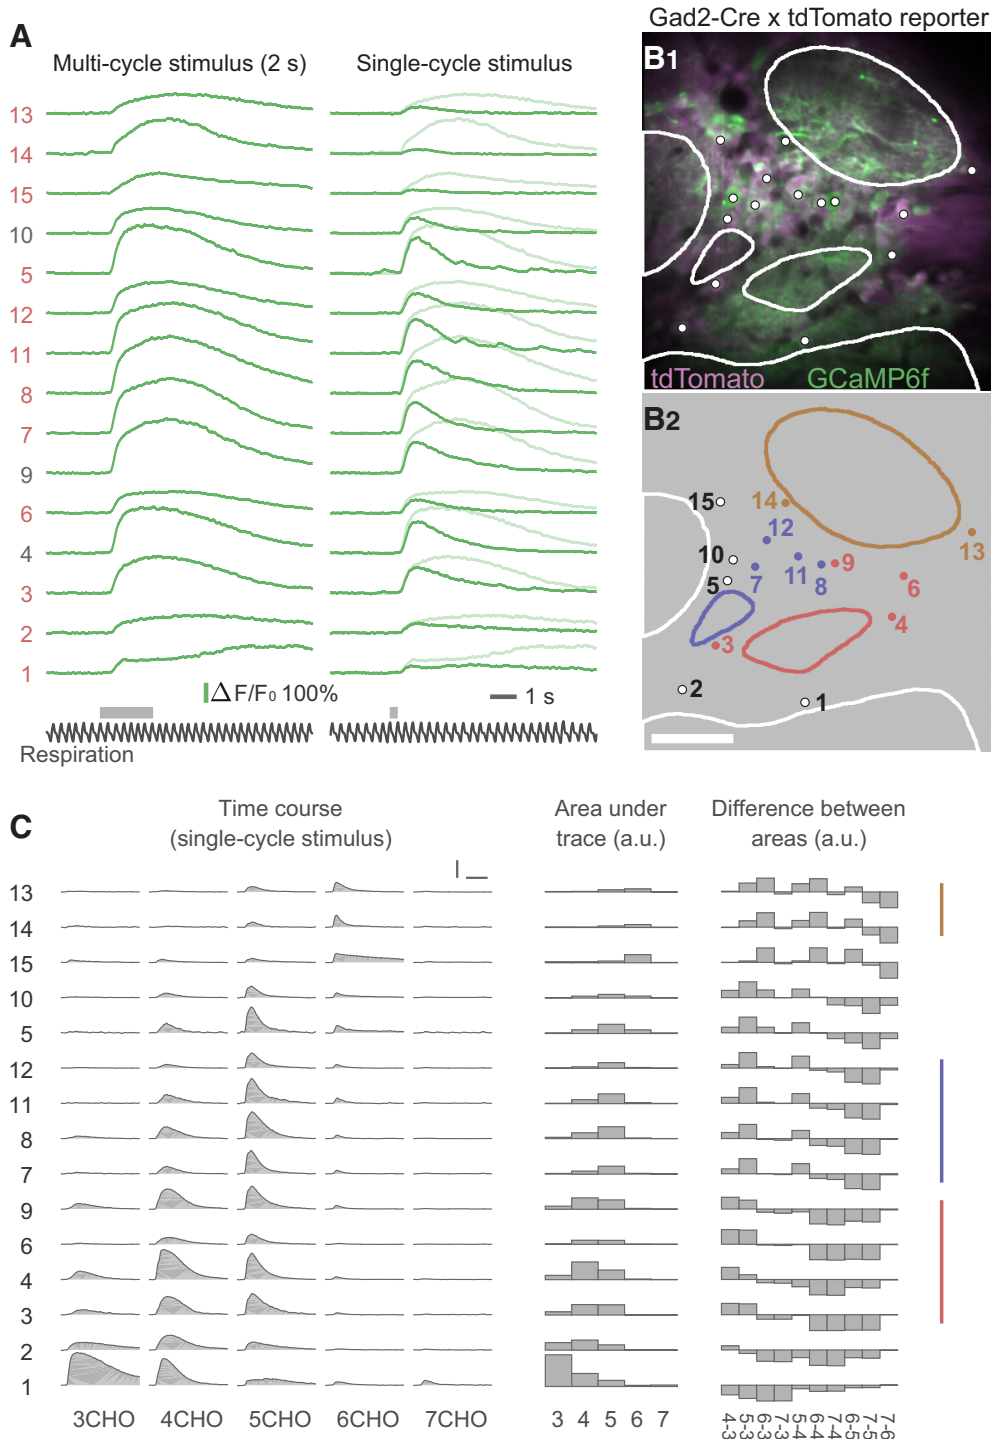 A
Multi-cycle stimulus (2 s)
Single-cycle stimulus
13
14
15
10
5
12
11
8
7
9
6
4
3
2
1
Δ F/F0 100%
1 s
Respiration
Gad2-Cre x tdTomato reporter
B1
tdTomato
GCaMP6f
B2
15
14
12
13
10
9
5
7
11
8
6
3
4
2
1
C
Time course
(single-cycle stimulus)
Area under
trace (a.u.)
Difference between
areas (a.u.)
13
14
15
10
5
12
11
8
7
9
6
4
3
2
1
3CHO 4CHO 5CHO 6CHO 7CHO
3 4 5 6 7
4-3 5-3 6-3 7-3 5-4 6-4 7-4 6-5 7-5 7-6